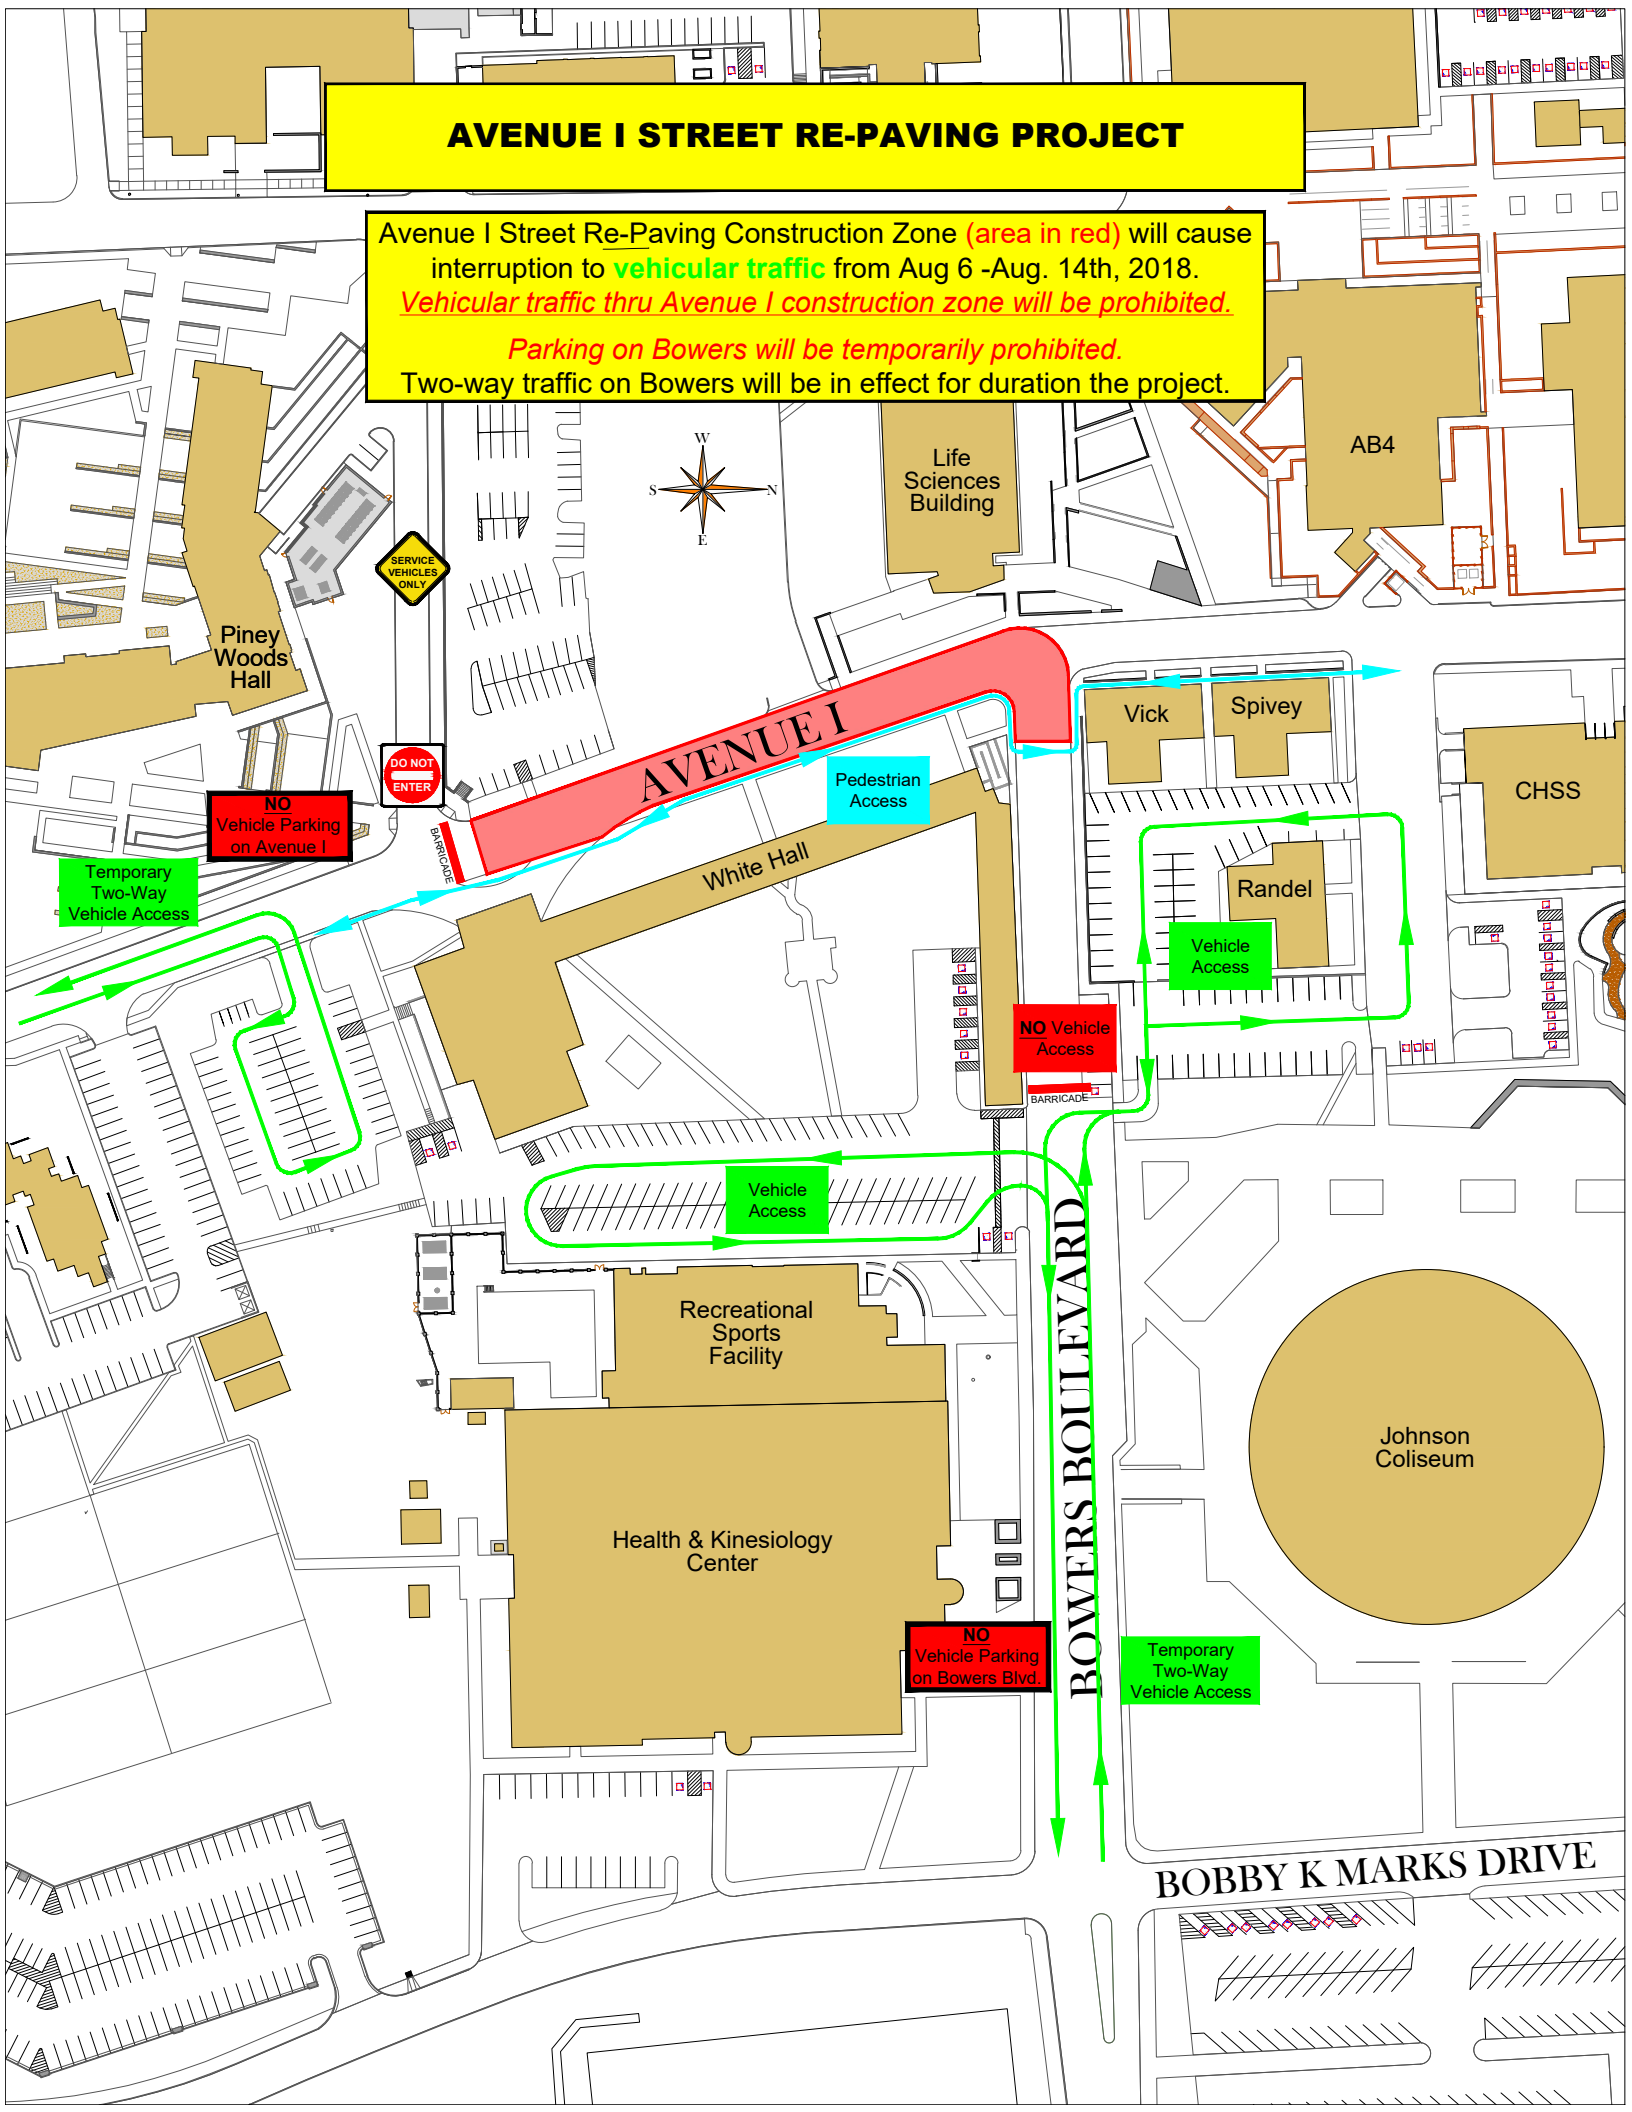 AVENUE I STREET RE-PAVING PROJECT
Avenue I Street Re-Paving Construction Zone (area in red) will cause
interruption to vehicular traffic from Aug 6 -Aug. 14th, 2018.
Vehicular traffic thru Avenue I construction zone will be prohibited.
Parking on Bowers will be temporarily prohibited.
Two-way traffic on Bowers will be in effect for duration the project.
W
S
N
E
Life
Sciences
Building
AB4
SERVICE
VEHICLES
ONLY
Piney
Woods
Hall
AVENUE I
Vick
Spivey
DO NOT
ENTER
Pedestrian
Access
CHSS
NO
Vehicle Parking
on Avenue I
BARRICADE
White Hall
Temporary
Two-Way
Vehicle Access
Randel
Vehicle
Access
NO Vehicle
Access
BARRICADE
Vehicle
Access
BOWERS BOULEVARD
Recreational
Sports
Facility
Johnson
Coliseum
Health & Kinesiology
Center
NO
Vehicle Parking
on Bowers Blvd.
Temporary
Two-Way
Vehicle Access
BOBBY K MARKS DRIVE